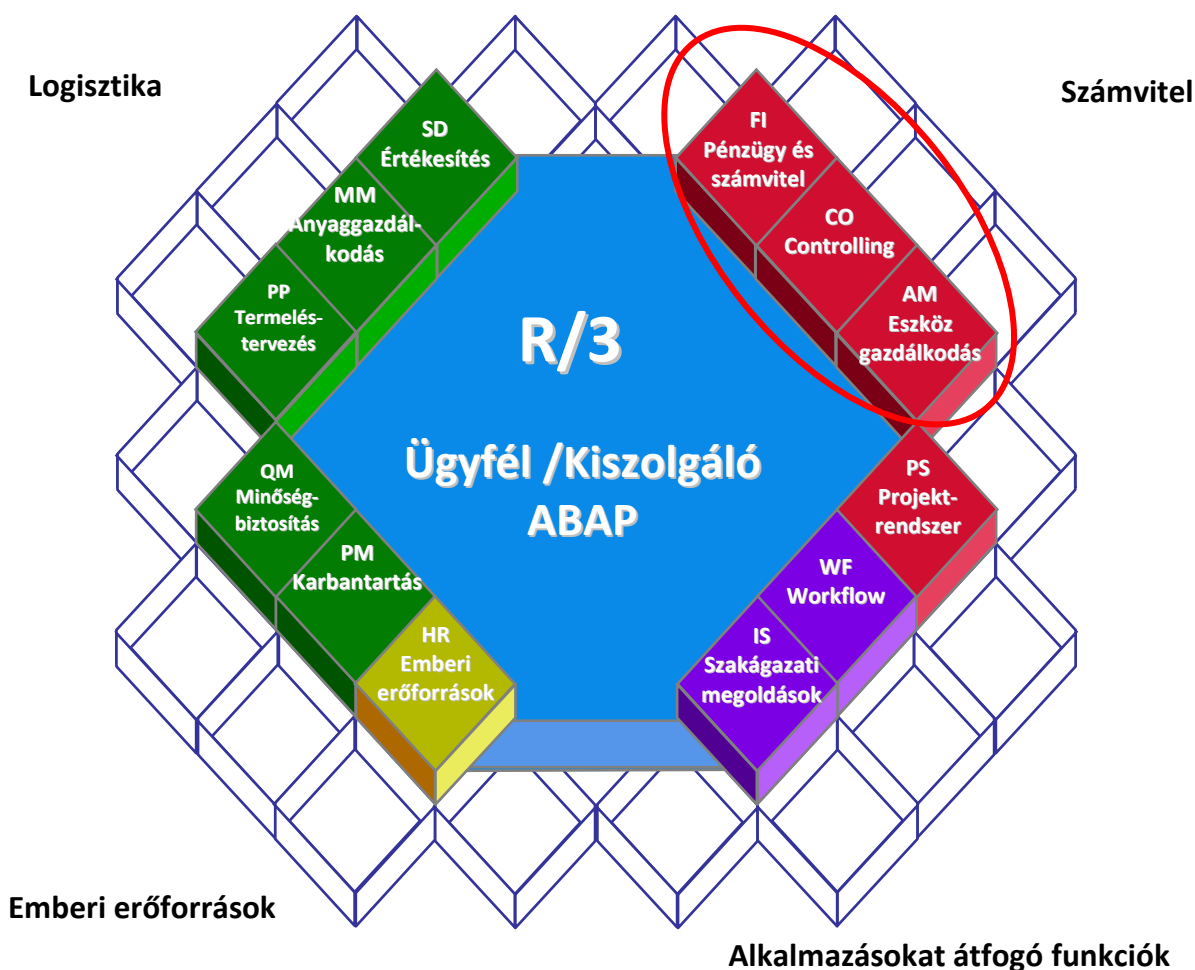 Logisztika
Számvitel
SD
Értékesítés
MM
Anyaggazdál-
kodás
PP
Termelés-
tervezés
FI
Pénzügy és
számvitel
CO
Controlling
AM
Eszköz
gazdálkodás
R/3
Ügyfél /Kiszolgáló
ABAP
QM
Minőség-
biztosítás
PM
Karbantartás
HR
Emberi
erőforrások
PS
Projekt-
rendszer
WF
Workflow
IS
Szakágazati
megoldások
Emberi erőforrások
Alkalmazásokat átfogó funkciók